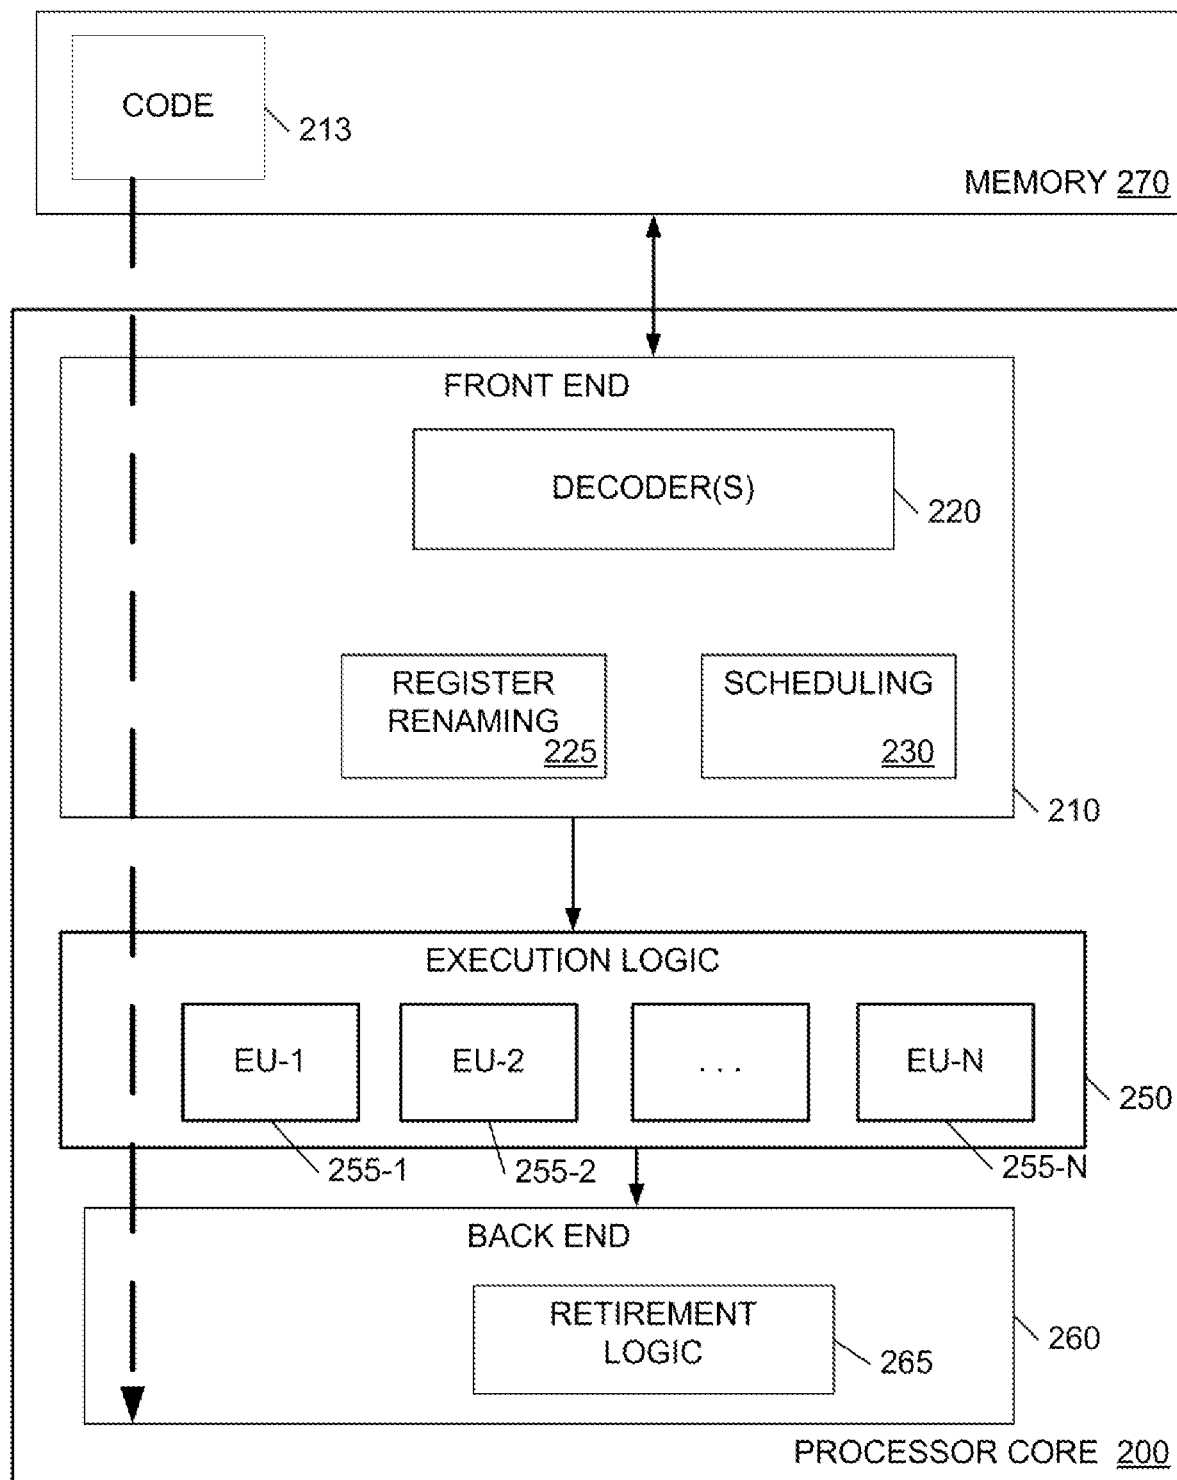 CODE
213
MEMORY 270
FRONT END
DECODER(S)
220
REGISTER
RENAMING
225
SCHEDULING
230
210
EXECUTION LOGIC
EU-1
EU-2
. . .
EU-N
250
255-1
255-2
255-N
BACK END
RETIREMENT
LOGIC
265
260
PROCESSOR CORE 200